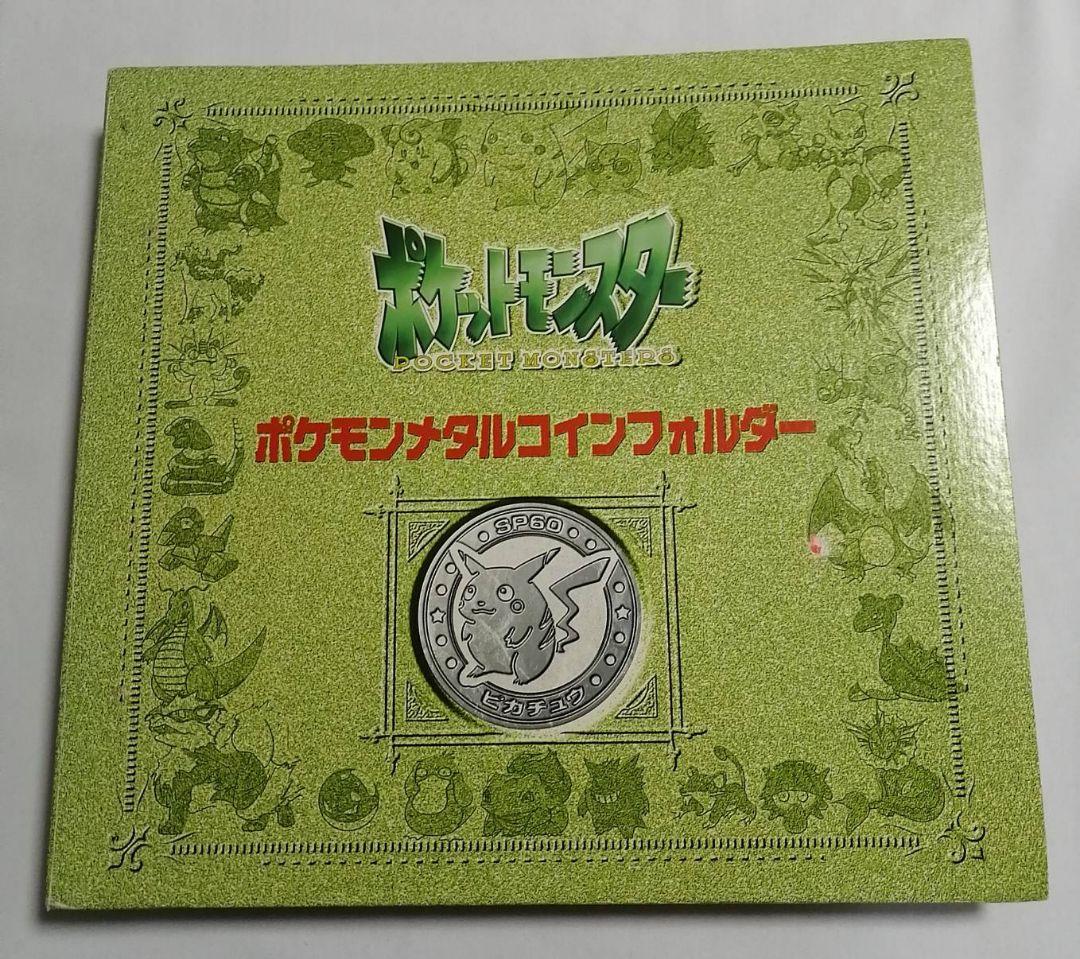 ポケットモンスター
POCKET MONSTERS
ポケモンメタルコインフォルダー
SP60
ピカチュウ